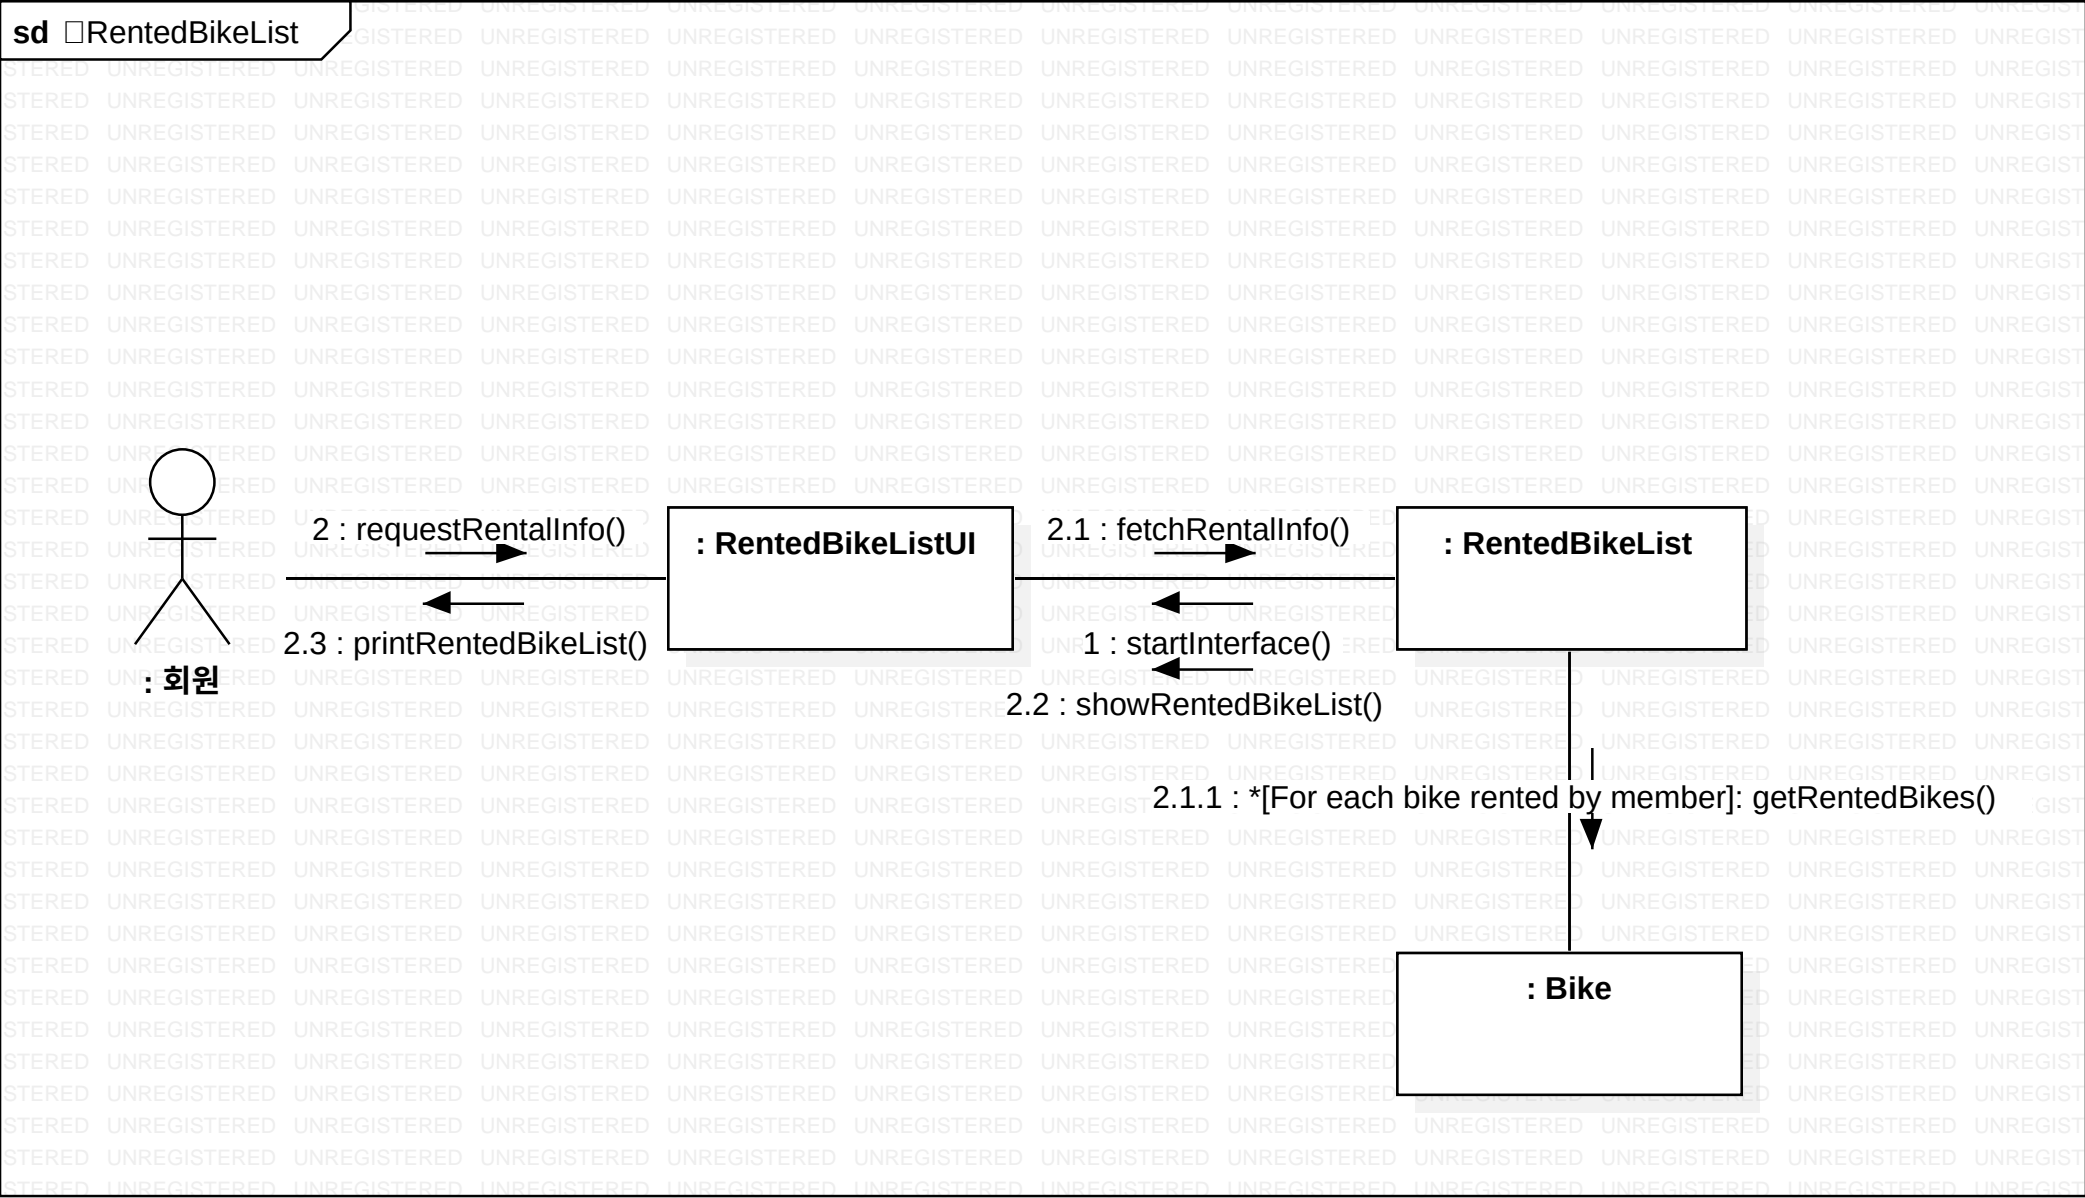 sd □RentedBikeList
2 : requestRentalInfo()
: RentedBikeListUI
2.1 : fetchRentalInfo()
: RentedBikeList
2.3 : printRentedBikeList()
1 : startInterface()
: 회원
2.2 : showRentedBikeList()
2.1.1 : *[For each bike rented by member]: getRentedBikes()
: Bike
UNREGISTERED